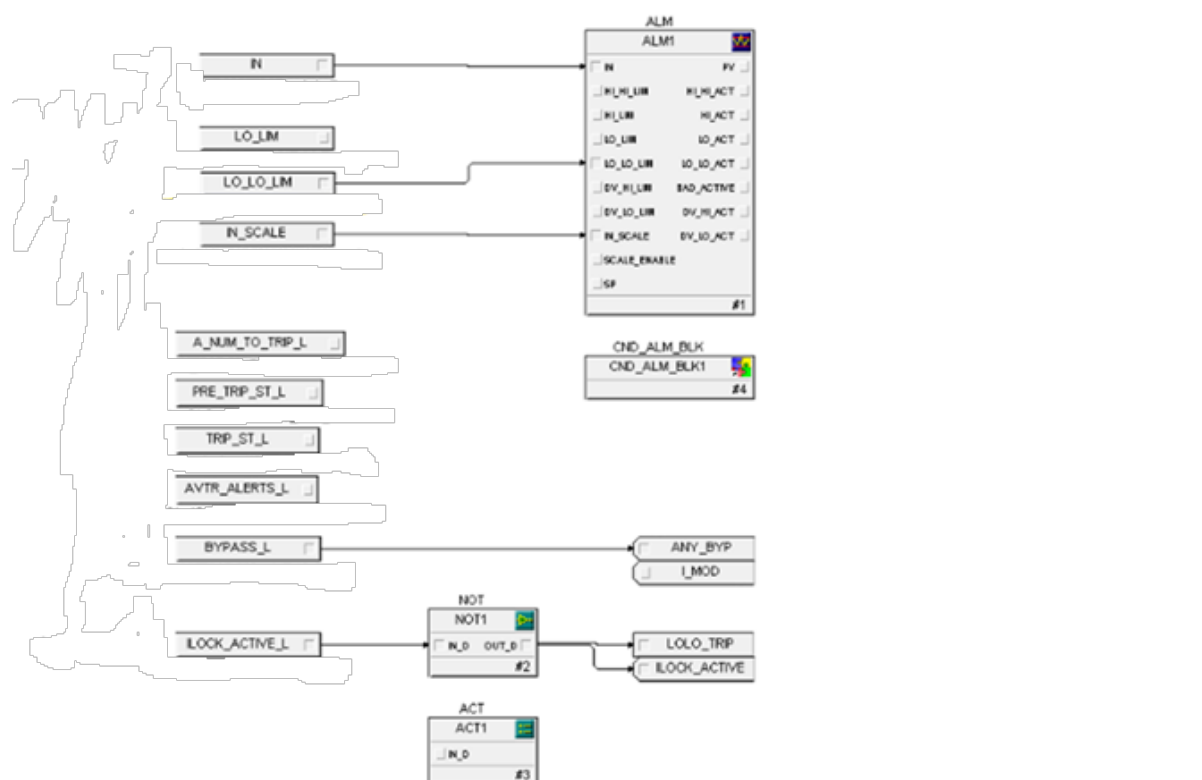 ALM
ALM1
IN
IN PV
HI_HI_LIM HI_HI_ACT
HI_LIM HI_ACT
LO_LIM
LO_LIM LO_ACT
LO_LO_LIM LO_LO_ACT
LO_LO_LIM
DV_HI_LIM BAD_ACTIVE
DV_LO_LIM DV_HI_ACT
IN_SCALE
IN_SCALE DV_LO_ACT
SCALE_ENABLE
SP
#1
A_NUM_TO_TRIP_L
CND_ALM_BLK
CND_ALM_BLK1
#4
PRE_TRIP_ST_L
TRIP_ST_L
AVTR_ALERTS_L
BYPASS_L
ANY_BYP
I_MOD
NOT
NOT1
ILOCK_ACTIVE_L
IN_D OUT_D
LOLO_TRIP
#2
ILOCK_ACTIVE
ACT
ACT1
IN_D
#3